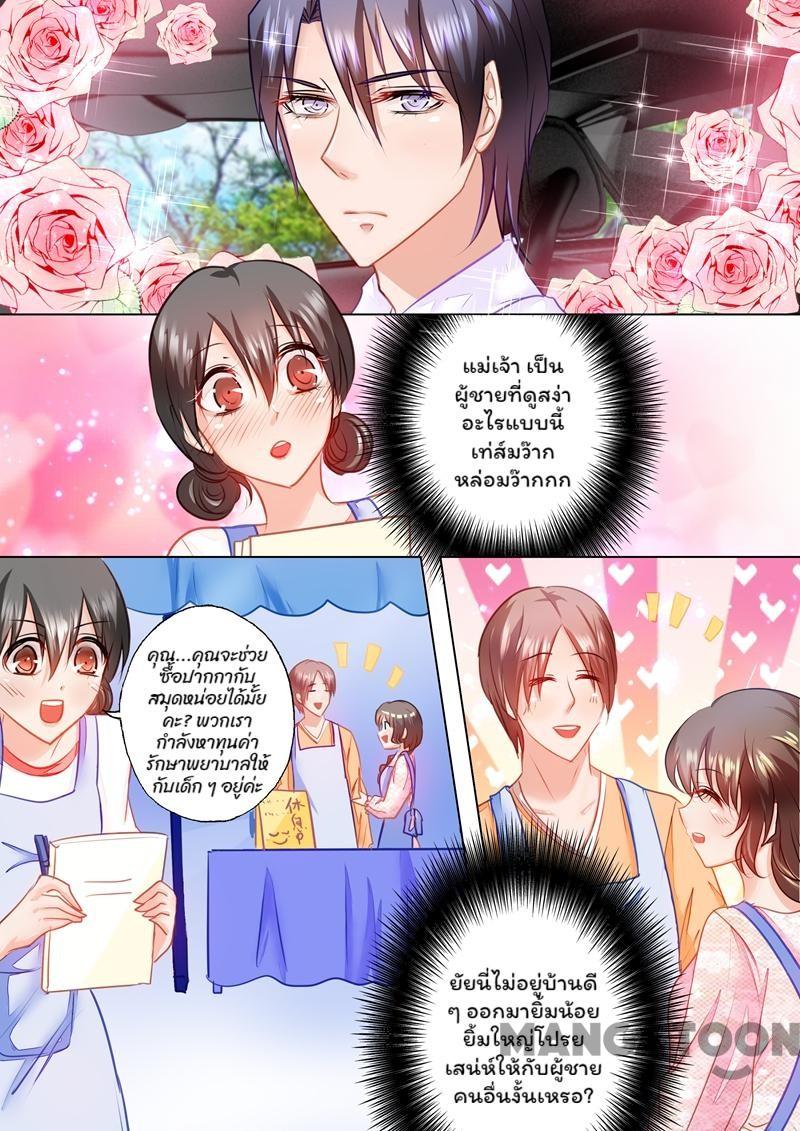 แม่เจ้า เป็น
ผู้ชายที่ดูสง่า
อะไรแบบนี้
เท่ส์มว๊าก
หล่อมว๊ากกก
คุณ...คุณจะช่วย
ซื้อปากกากับ
สมุดหน่อยได้มั้ย
คะ? พวกเรา
กำลังหาทุนค่า
รักษาพยาบาลให้
กับเด็ก ๆ อยู่ค่ะ
休息
ยัยนี่ไม่อยู่บ้านดี
ๆ ออกมายิ้มน้อย
ยิ้มใหญ่โปรย
เสน่ห์ให้กับผู้ชาย
คนอื่นงั้นเหรอ?
MANGATOON